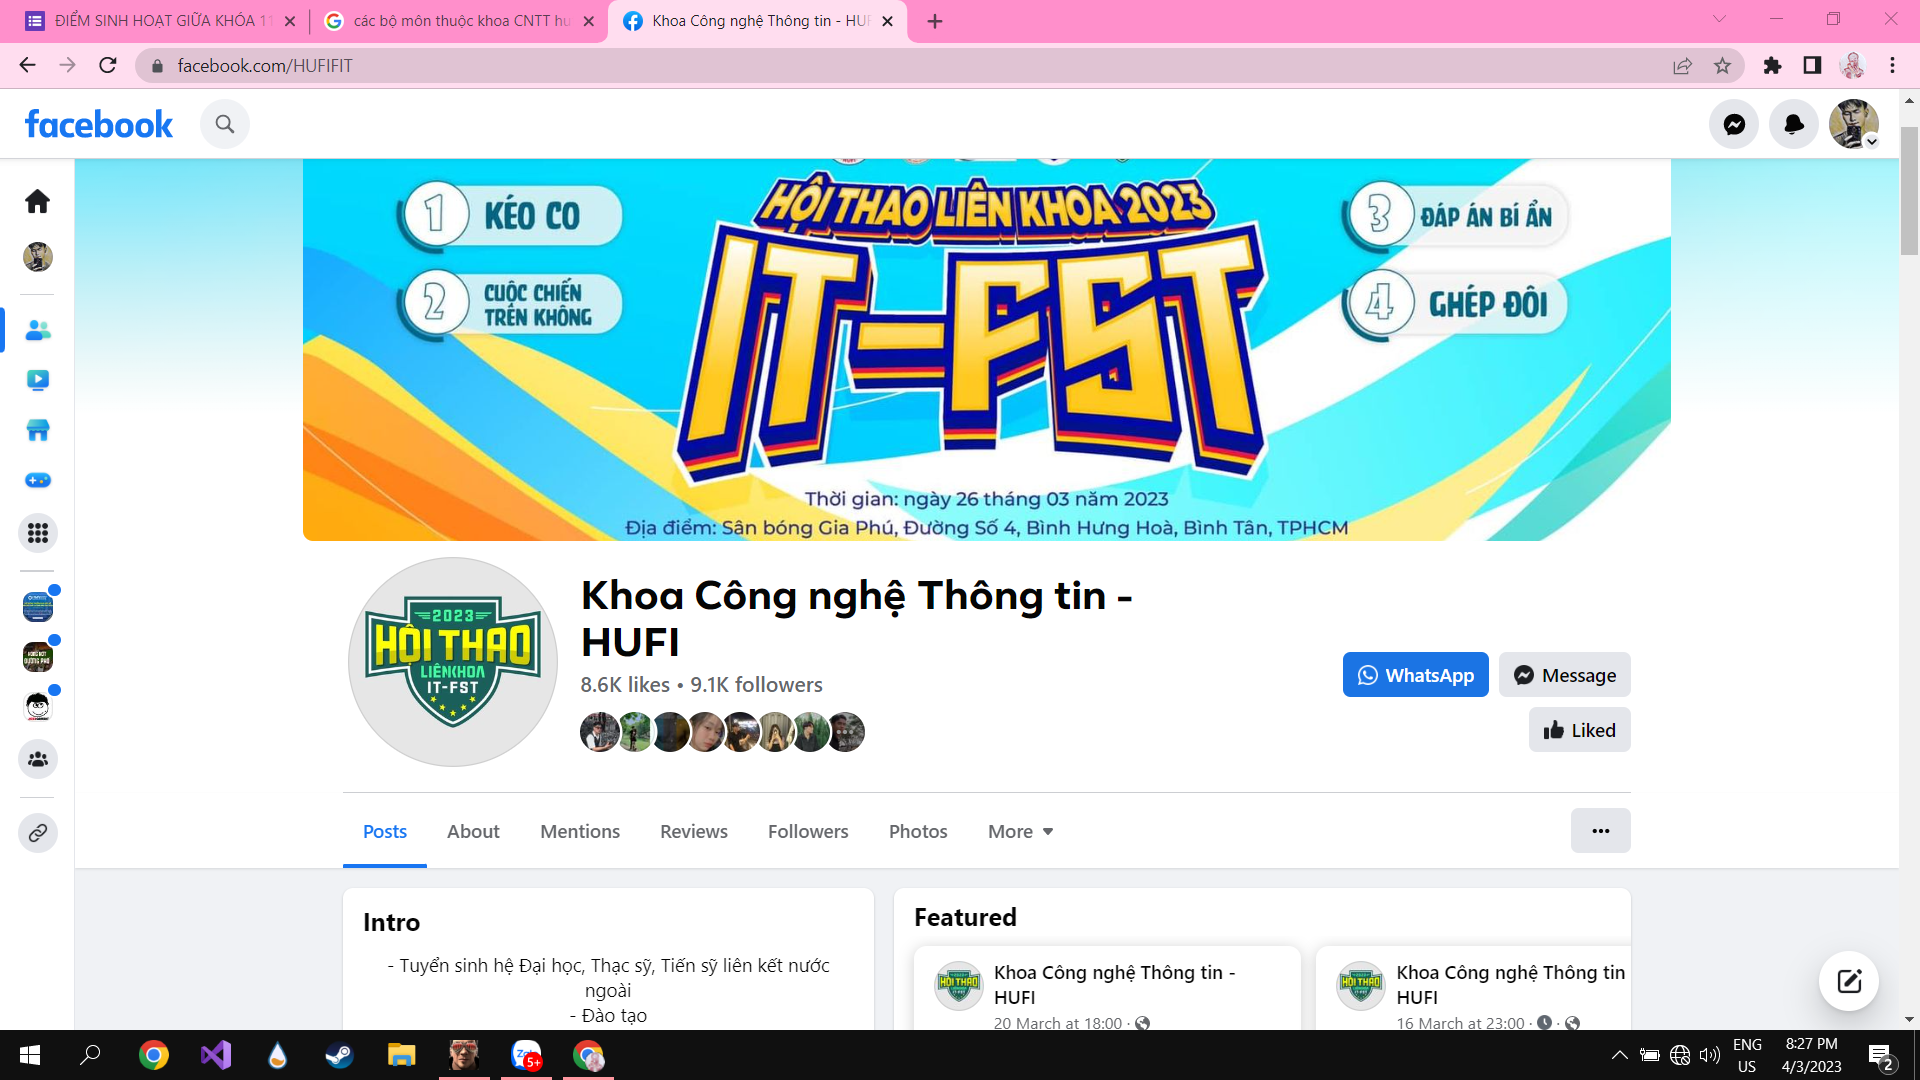 ĐIỂM SINH HOẠT GIỮA KHÓA 11
các bộ môn thuộc khoa CNTT hu
Khoa Công nghệ Thông tin - HUF
facebook.com/HUFIFIT
facebook
HỘI THAO LIÊN KHOA 2023
IT-FST
1 KÉO CO
2 CUỘC CHIẾN
TRÊN KHÔNG
3 ĐÁP ÁN BÍ ẨN
4 GHÉP ĐÔI
Thời gian: ngày 26 tháng 03 năm 2023
Địa điểm: Sân bóng Gia Phú, Đường Số 4, Bình Hưng Hoà, Bình Tân, TPHCM
2023
HỘI THAO
LIÊN KHOA
IT-FST
Khoa Công nghệ Thông tin -
HUFI
8.6K likes • 9.1K followers
WhatsApp
Message
Liked
Posts About Mentions Reviews Followers Photos More
Intro
- Tuyển sinh hệ Đại học, Thạc sỹ, Tiến sỹ liên kết nước
ngoài
- Đào tạo
Featured
Khoa Công nghệ Thông tin -
HUFI
20 March at 18:00 ·
Khoa Công nghệ Thông tin
HUFI
16 March at 23:00 · ·
5+
ENG
US
8:27 PM
4/3/2023
2